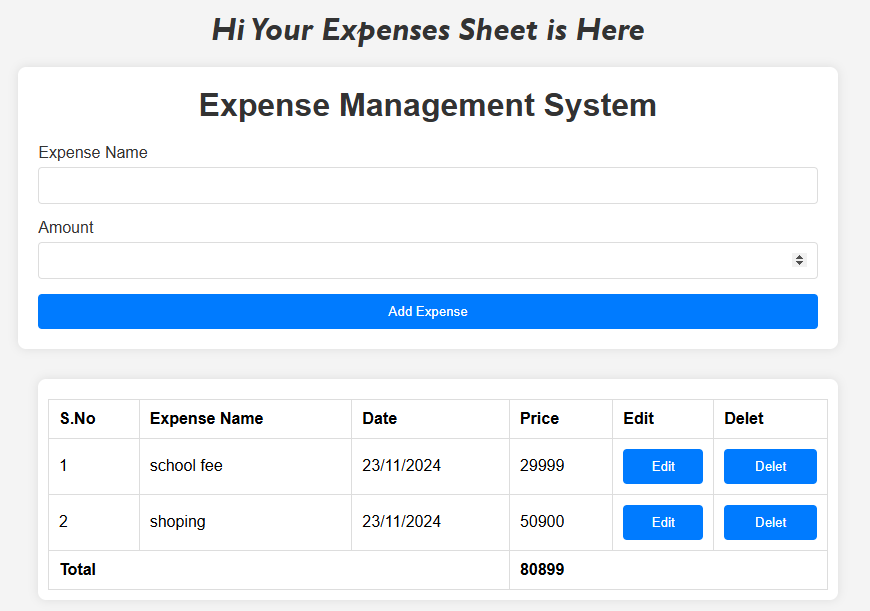 Hi Your Expenses Sheet is Here
Expense Management System
Expense Name
Amount
Add Expense
S.No Expense Name Date Price Edit Delet
1 school fee 23/11/2024 29999 Edit Delet
2 shoping 23/11/2024 50900 Edit Delet
Total 80899